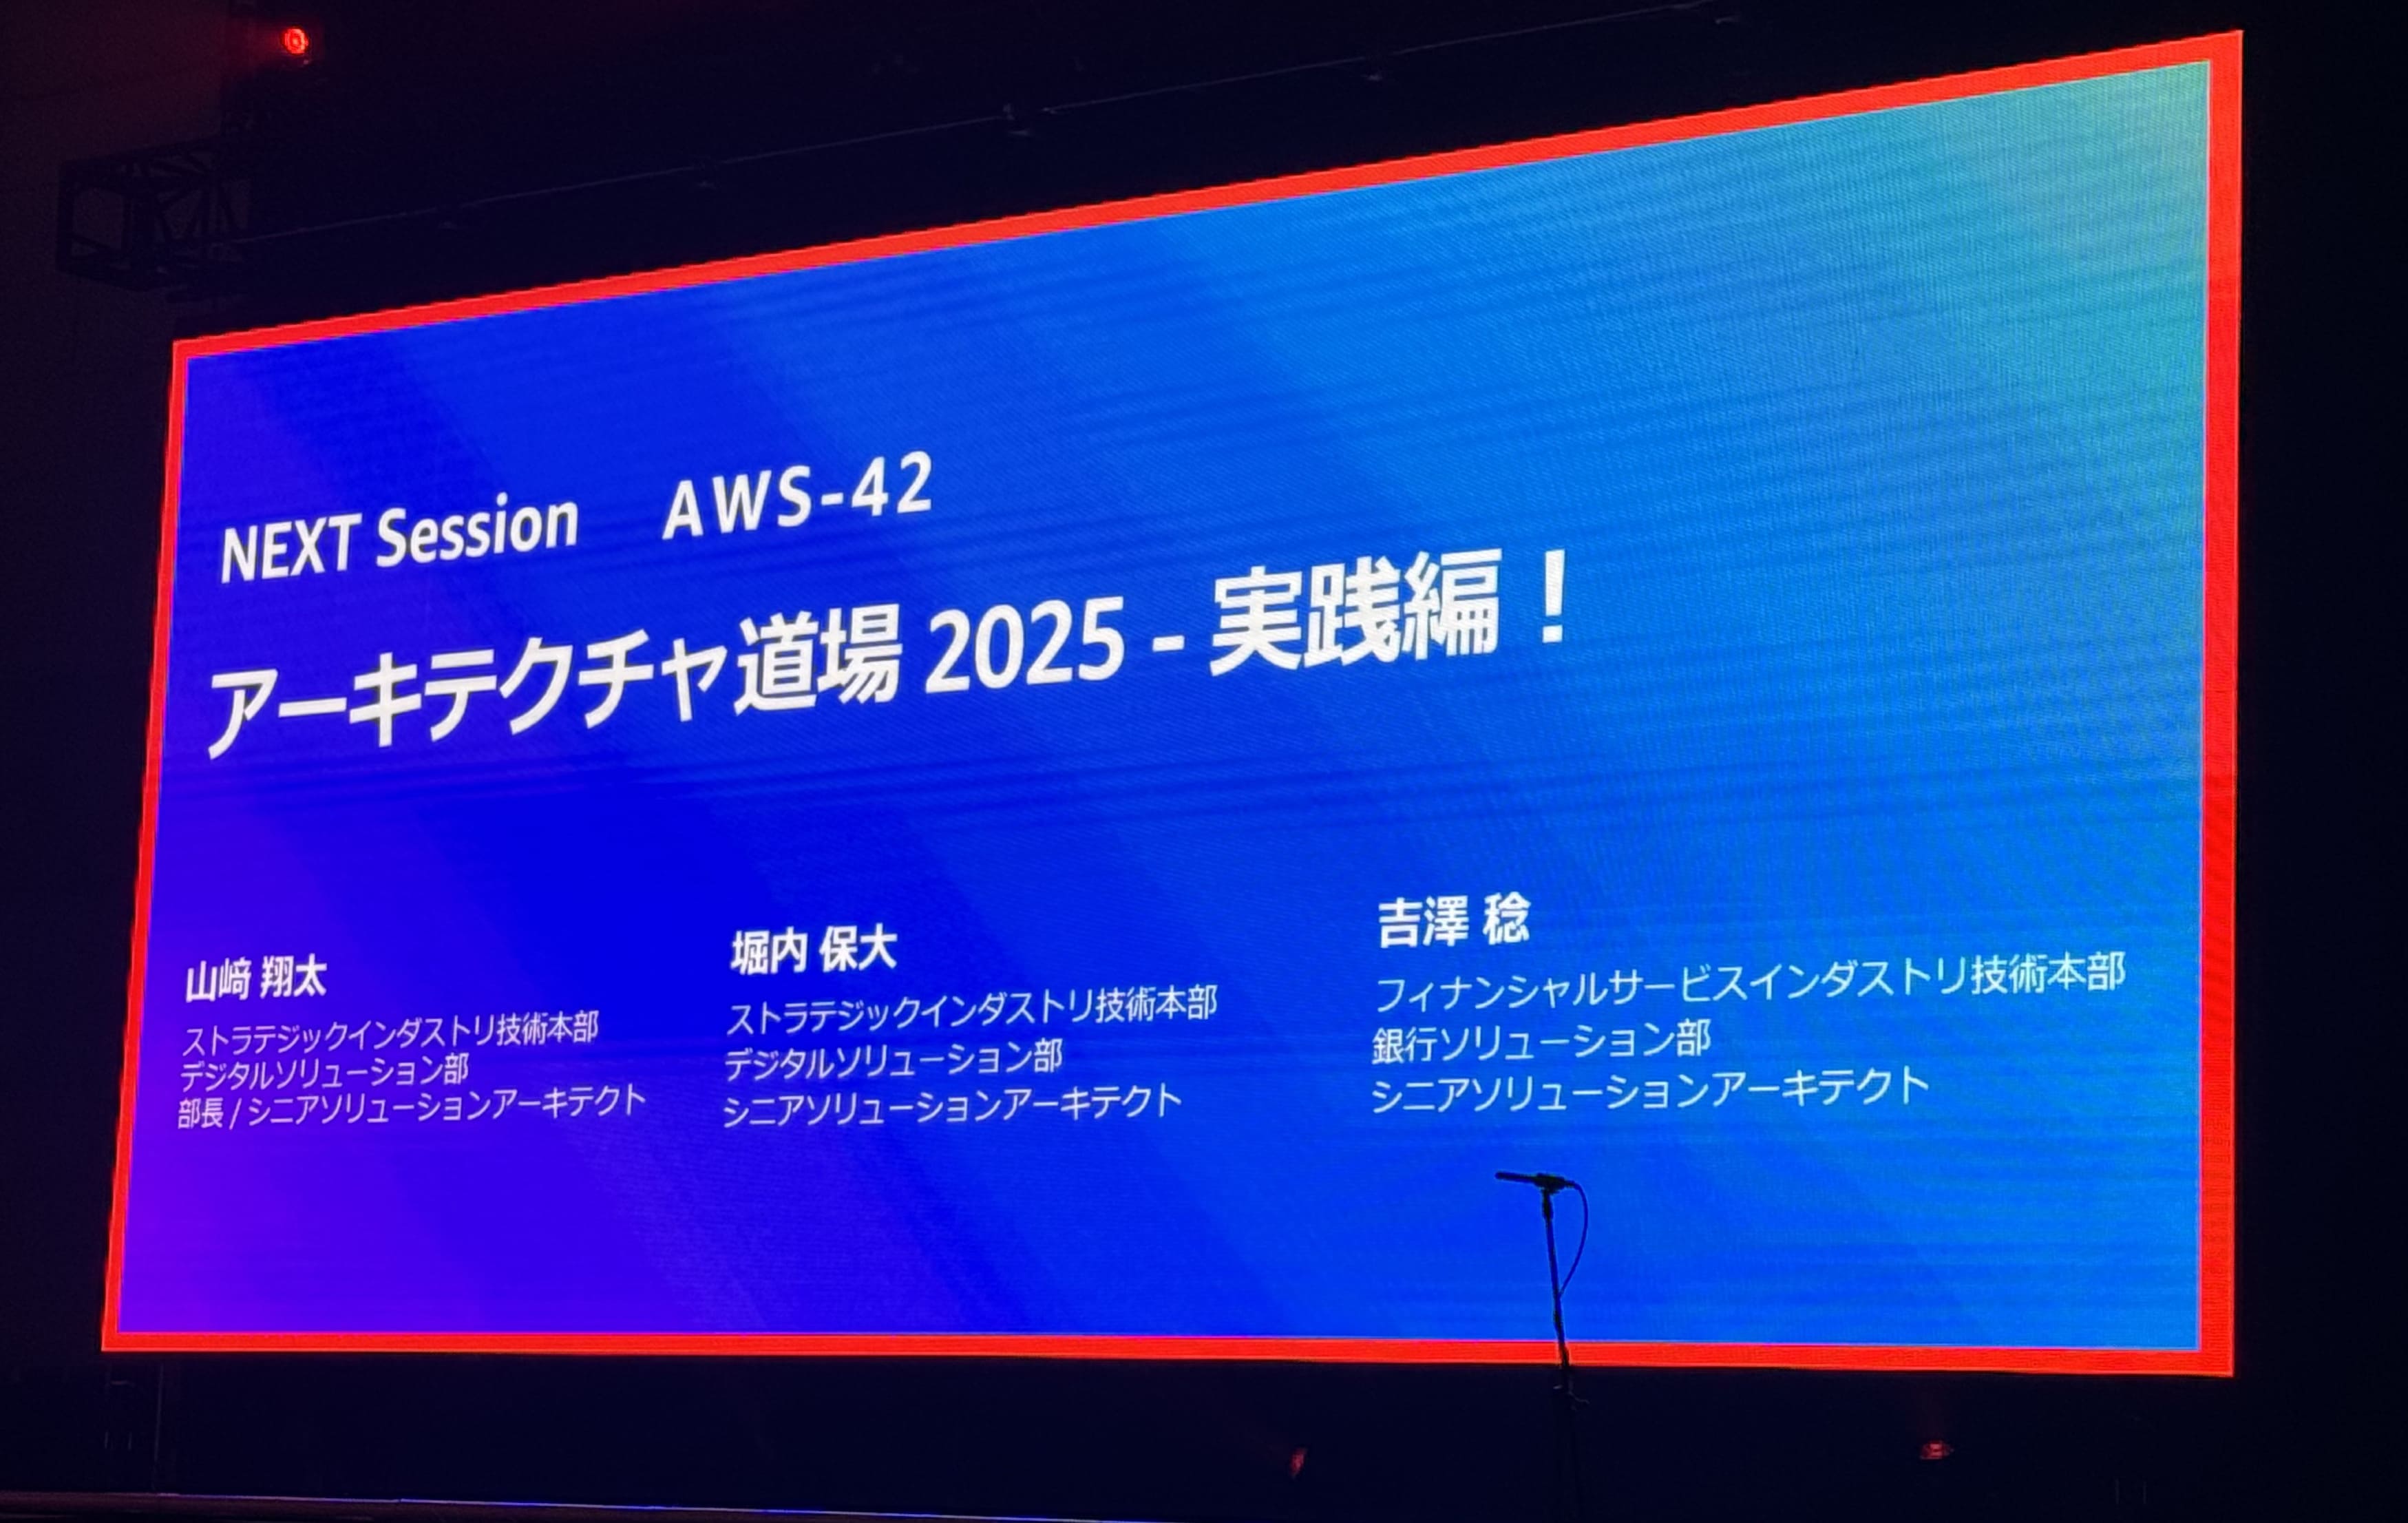 NEXT Session AWS-42
アーキテクチャ道場 2025 - 実践編！
山﨑 翔太
ストラテジックインダストリ技術本部
デジタルソリューション部
部長 / シニアソリューションアーキテクト
堀内 保大
ストラテジックインダストリ技術本部
デジタルソリューション部
シニアソリューションアーキテクト
吉澤 稔
フィナンシャルサービスインダストリ技術本部
銀行ソリューション部
シニアソリューションアーキテクト